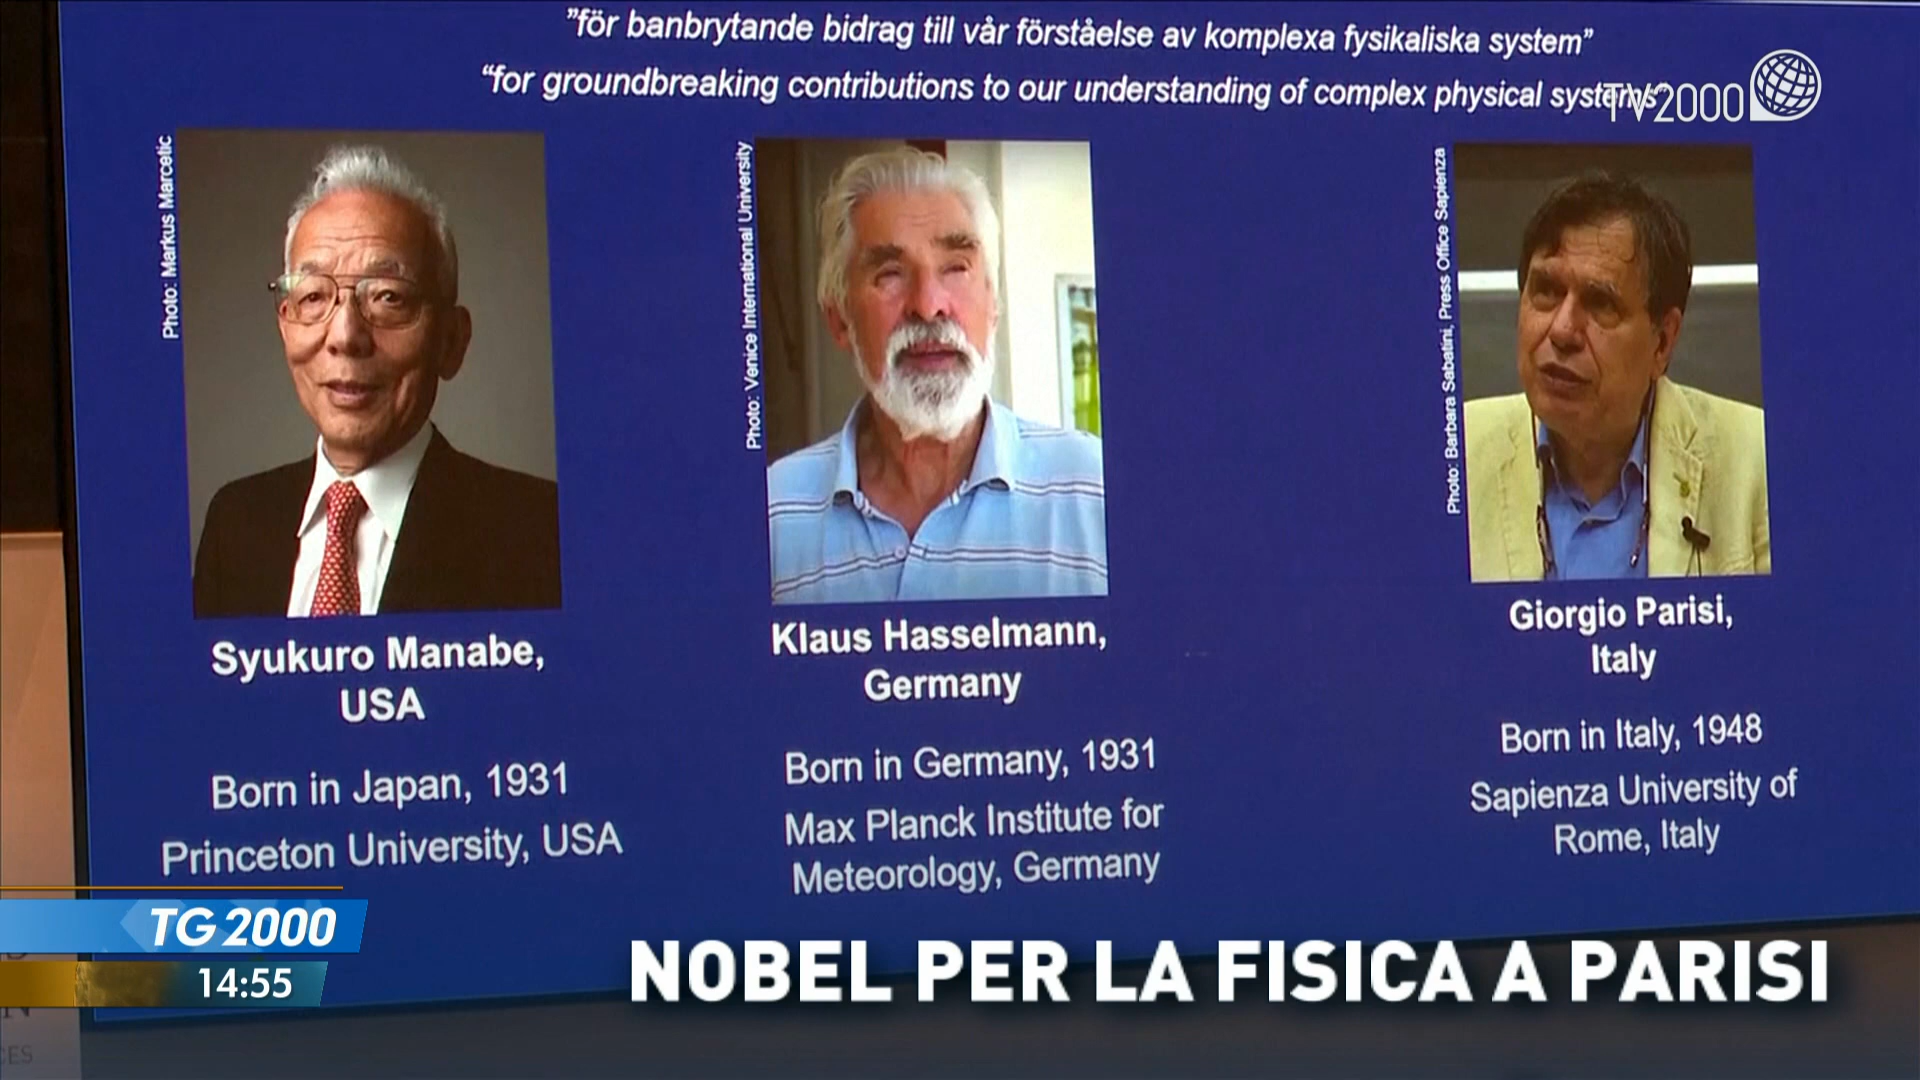 ”för banbrytande bidrag till vår förståelse av komplexa fysikaliska system”
“for groundbreaking contributions to our understanding of complex physical systems”
TV2000
Photo: Markus Marcetic
Photo: Venice International University
Photo: Barbara Sabatini, Press Office Sapienza
Syukuro Manabe,
USA
Born in Japan, 1931
Princeton University, USA
Klaus Hasselmann,
Germany
Born in Germany, 1931
Max Planck Institute for
Meteorology, Germany
Giorgio Parisi,
Italy
Born in Italy, 1948
Sapienza University of
Rome, Italy
TG 2000
14:55
NOBEL PER LA FISICA A PARISI